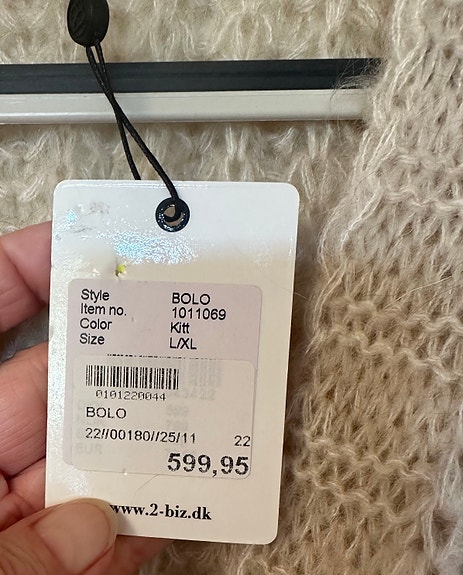 Style BOLO
Item no. 1011069
Color Kitt
Size L/XL
0101220044
BOLO
22//00180//25/11 22
EUR
599,95
www.2-biz.dk